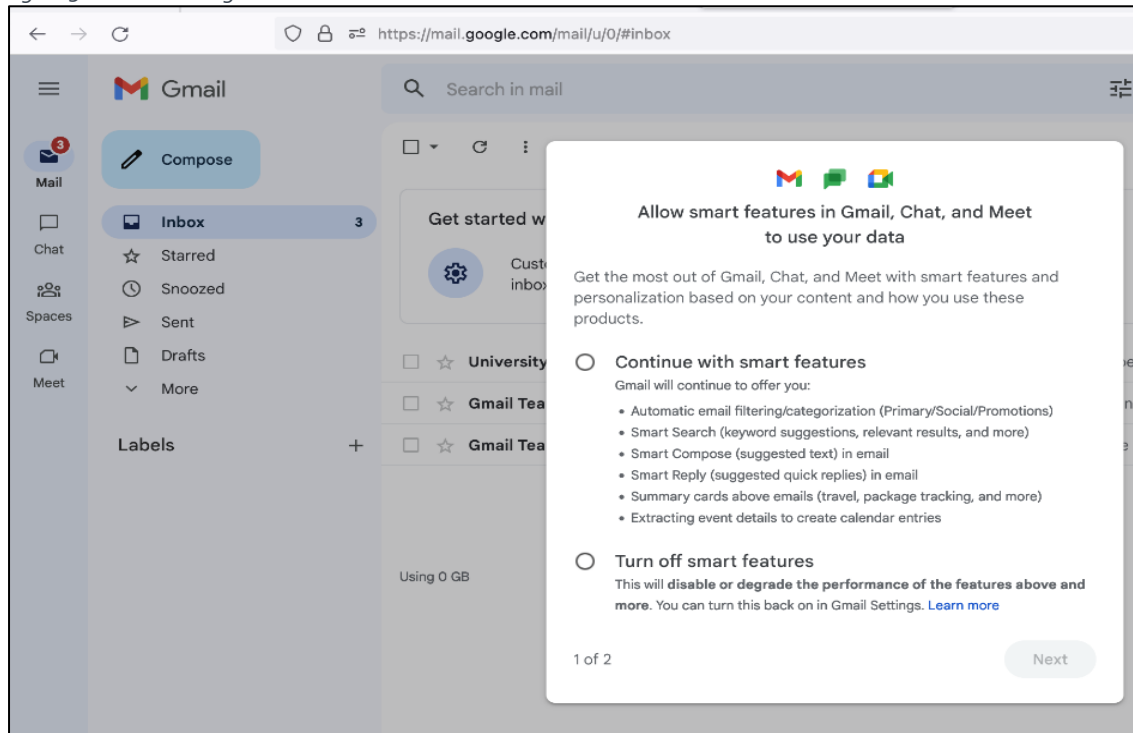 https://mail.google.com/mail/u/0/#inbox
Gmail
Search in mail
3
Mail
Compose
Chat
Spaces
Meet
Inbox 3
Starred
Snoozed
Sent
Drafts
More
Labels +
Get started w
Custo
inbox
University
Gmail Tea
Gmail Tea
Using 0 GB
Allow smart features in Gmail, Chat, and Meet
to use your data
Get the most out of Gmail, Chat, and Meet with smart features and
personalization based on your content and how you use these
products.
Continue with smart features
Gmail will continue to offer you:
• Automatic email filtering/categorization (Primary/Social/Promotions)
• Smart Search (keyword suggestions, relevant results, and more)
• Smart Compose (suggested text) in email
• Smart Reply (suggested quick replies) in email
• Summary cards above emails (travel, package tracking, and more)
• Extracting event details to create calendar entries
Turn off smart features
This will disable or degrade the performance of the features above and
more. You can turn this back on in Gmail Settings. Learn more
1 of 2
Next